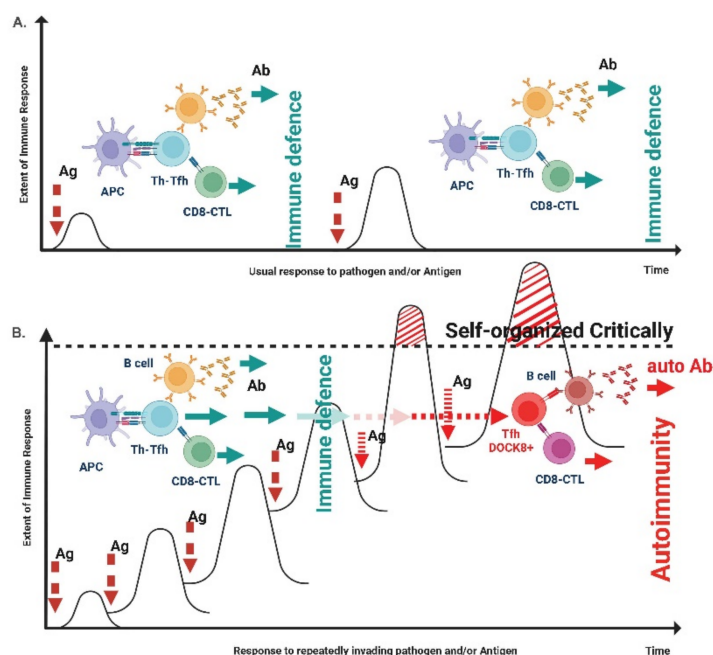 A.
Extent of Immune Response
Ag
APC
Th-Tfh
CD8-CTL
Ab
Immune defence
Ag
APC
Th-Tfh
CD8-CTL
Ab
Immune defence
Usual response to pathogen and/or Antigen
Time
B.
Extent of Immune Response
Self-organized Critically
B cell
Ab
APC
Th-Tfh
CD8-CTL
Immune defence
Ag
Ag
Ag
Ag
Ag
Ag
B cell
auto Ab
Tfh
DOCK8+
CD8-CTL
Autoimmunity
Response to repeatedly invading pathogen and/or Antigen
Time